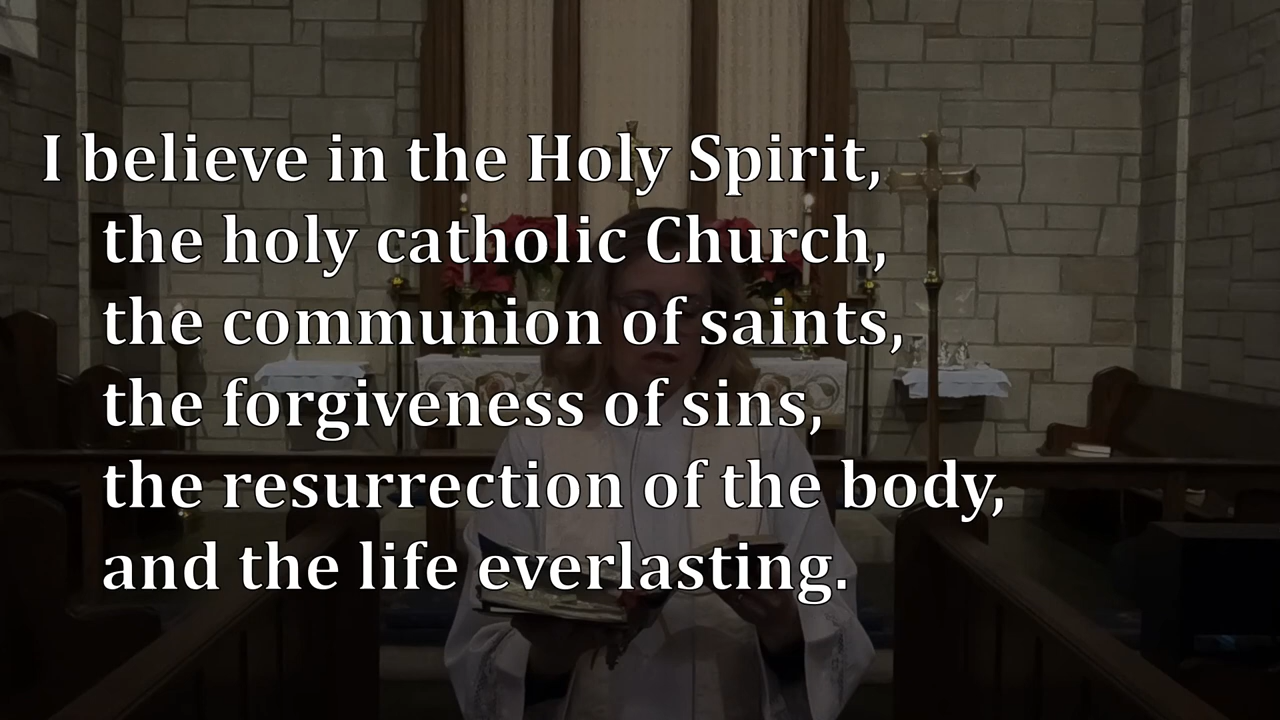 I believe in the Holy Spirit,
the holy catholic Church,
the communion of saints,
the forgiveness of sins,
the resurrection of the body,
and the life everlasting.